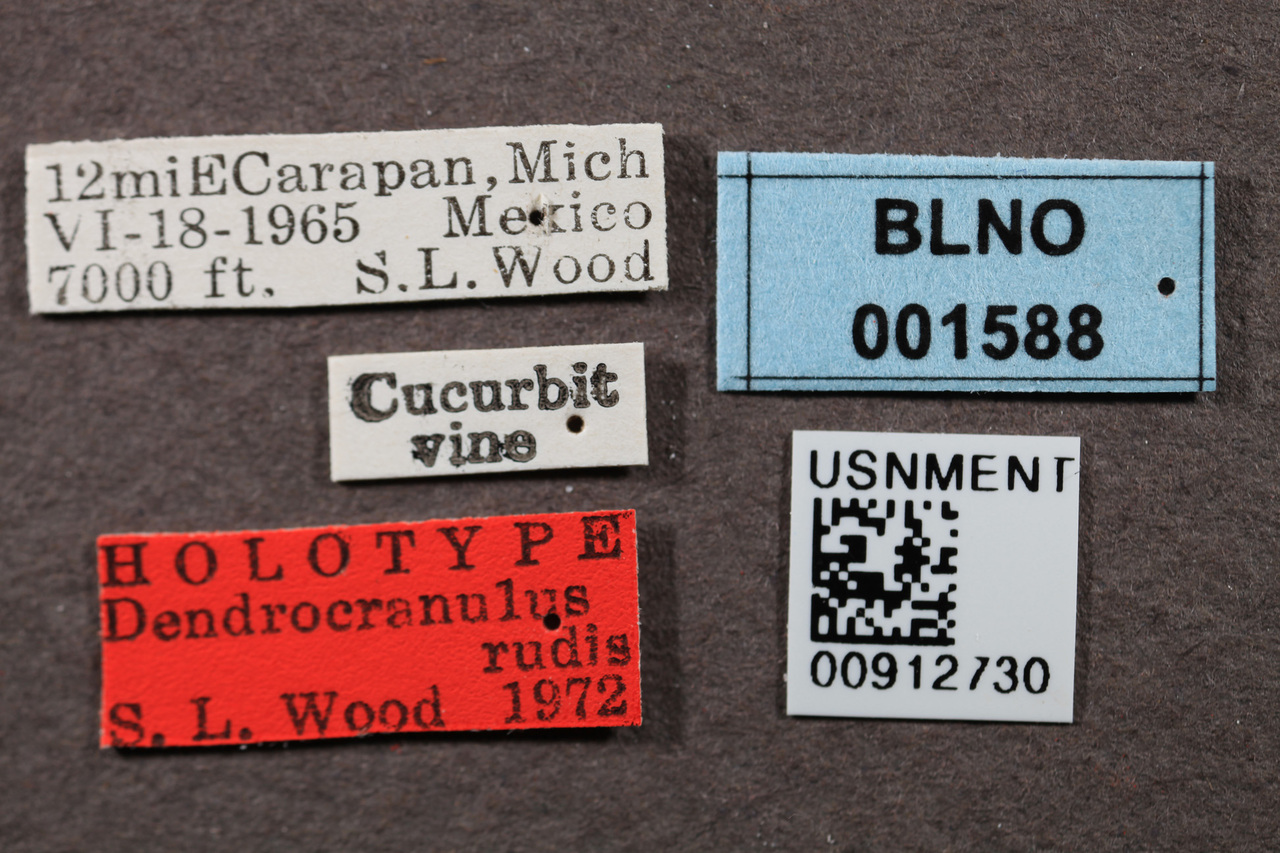 12miECarapan,Mich
VI-18-1965 Mexico
7000 ft. S.L.Wood
Cucurbit
vine
HOLOTYPE
Dendrocranulus
rudis
S. L. Wood 1972
BLNO
001588
USNMENT
00912730